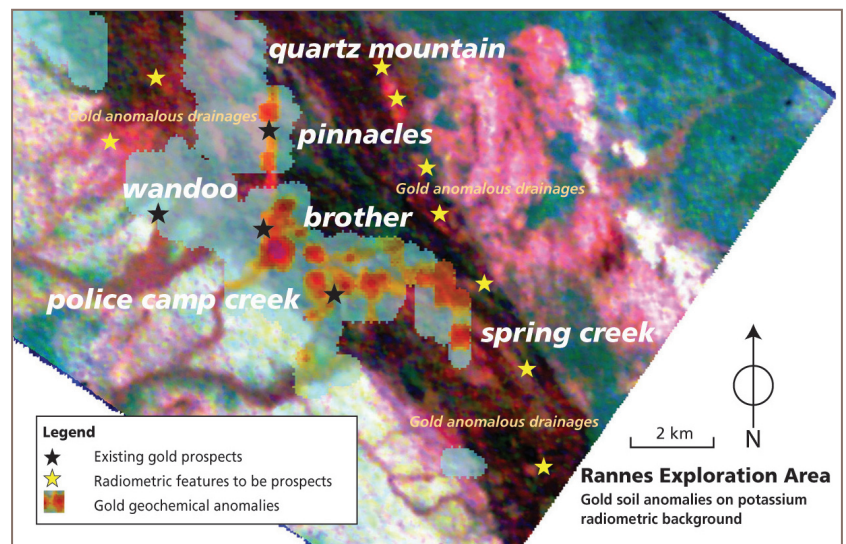 quartz mountain
Gold anomalous drainages
pinnacles
wandoo
Gold anomalous drainages
brother
police camp creek
spring creek
Gold anomalous drainages
2 km
N
Legend
Existing gold prospects
Radiometric features to be prospects
Gold geochemical anomalies
Rannes Exploration Area
Gold soil anomalies on potassium
radiometric background